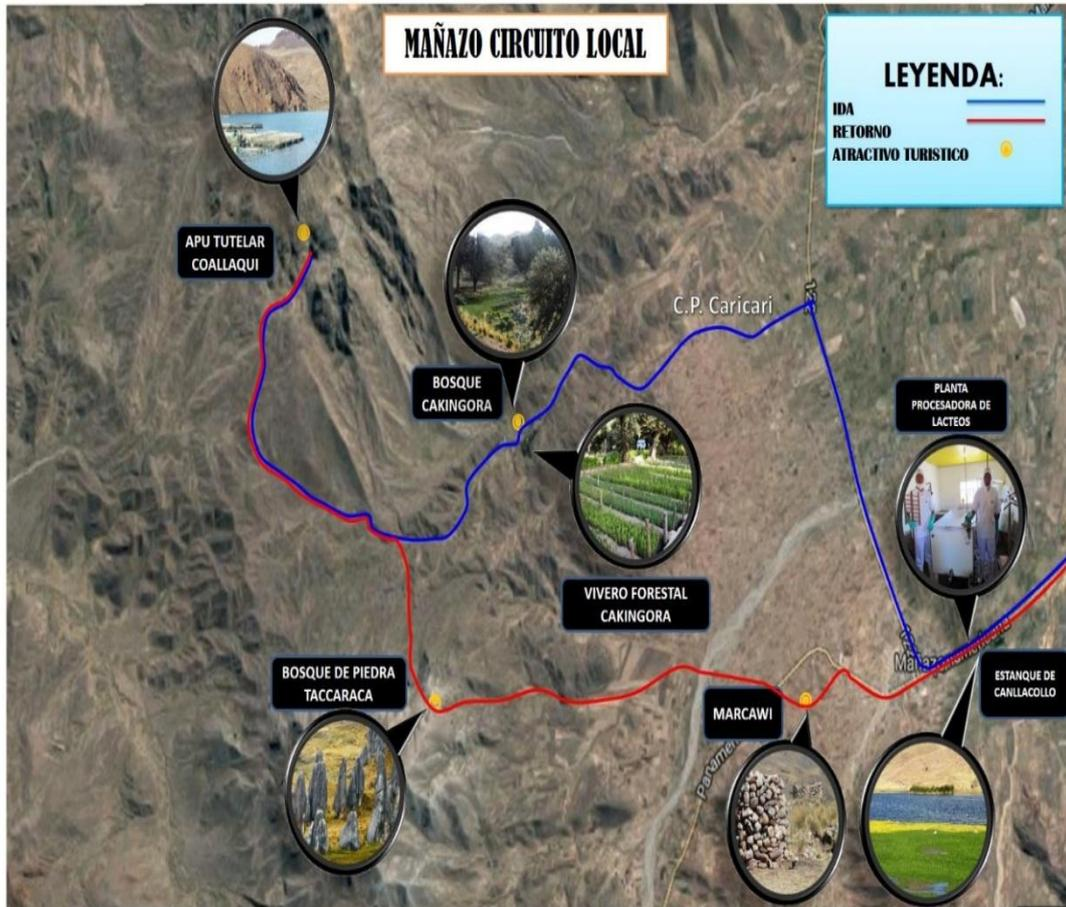 MAÑAZO CIRCUITO LOCAL
LEYENDA:
IDA
RETORNO
ATRACTIVO TURISTICO
APU TUTELAR
COALLAQUI
BOSQUE
CAKINGORA
C.P. Caricari
PLANTA
PROCESADORA DE
LACTEOS
VIVERO FORESTAL
CAKINGORA
BOSQUE DE PIEDRA
TACCARACA
MARCAWI
ESTANQUE DE
CANLLACOLLO